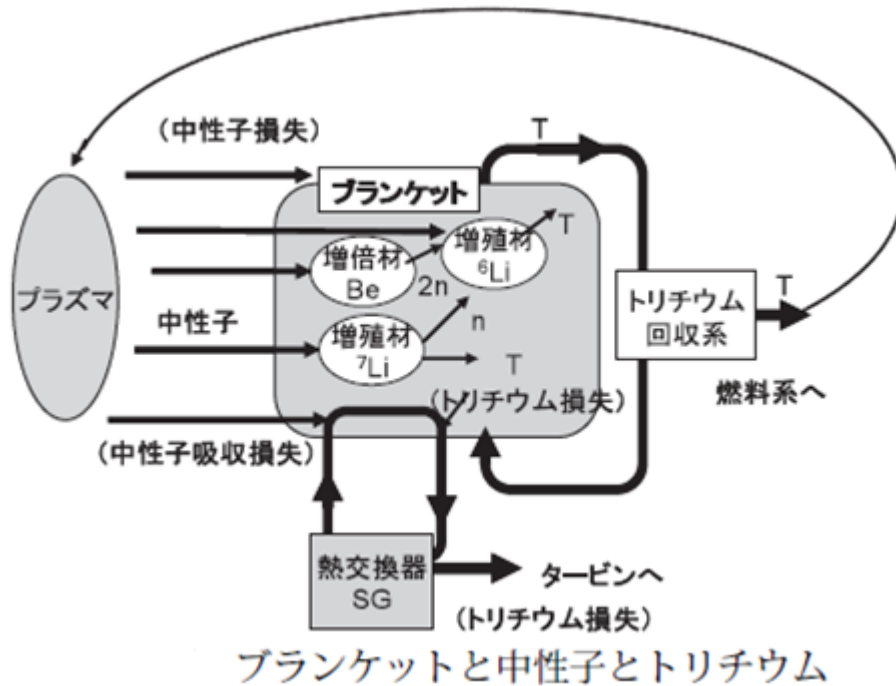 (中性子損失)
T
ブランケット
プラズマ
増倍材
Be
2n
増殖材
⁶Li
T
中性子
増殖材
⁷Li
n
T
トリチウム
回収系
T
燃料系へ
(トリチウム損失)
(中性子吸収損失)
熱交換器
SG
タービンへ
(トリチウム損失)
ブランケットと中性子とトリチウム